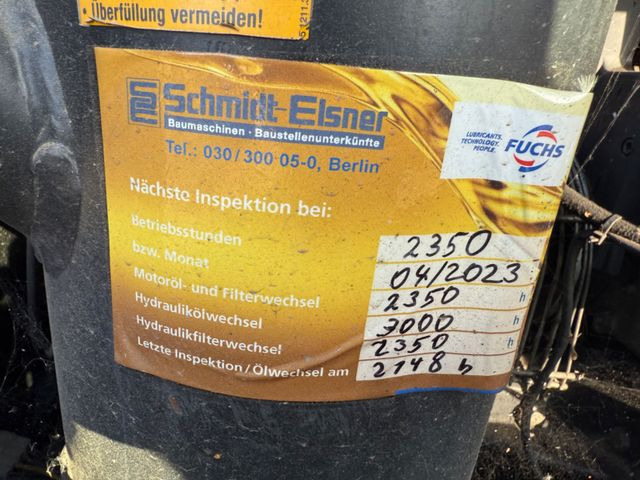 • Überfüllung vermeiden!
Schmidt-Elsner
Baumaschinen · Baustellenunterkünfte
Tel.: 030/300 05-0, Berlin
LUBRICANTS.
TECHNOLOGY.
PEOPLE.
FUCHS
Nächste Inspektion bei:
Betriebsstunden 2350
bzw. Monat 04/2023
Motoröl- und Filterwechsel 2350 h
Hydraulikölwechsel 3000 h
Hydraulikfilterwechsel 2350 h
Letzte Inspektion/Ölwechsel am 2148 h